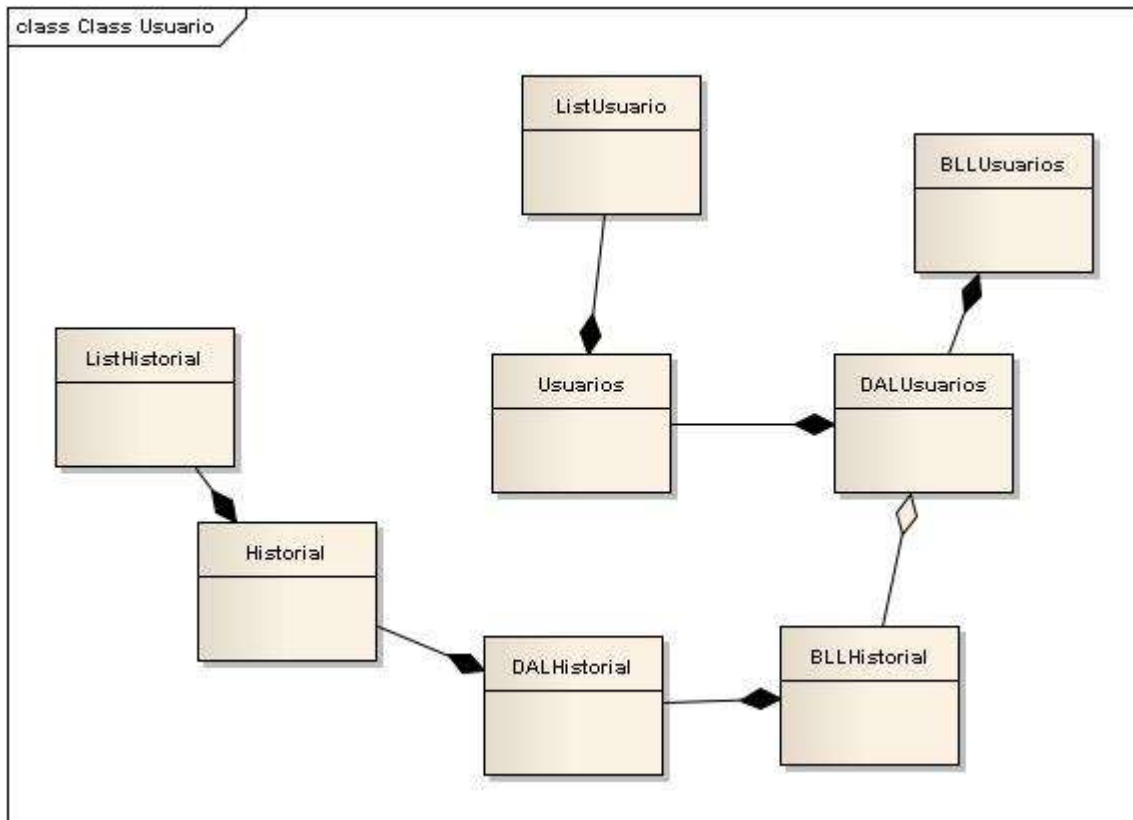 class Class Usuario
ListUsuario
BLLUsuarios
ListHistorial
Usuarios
DALUsuarios
Historial
DALHistorial
BLLHistorial